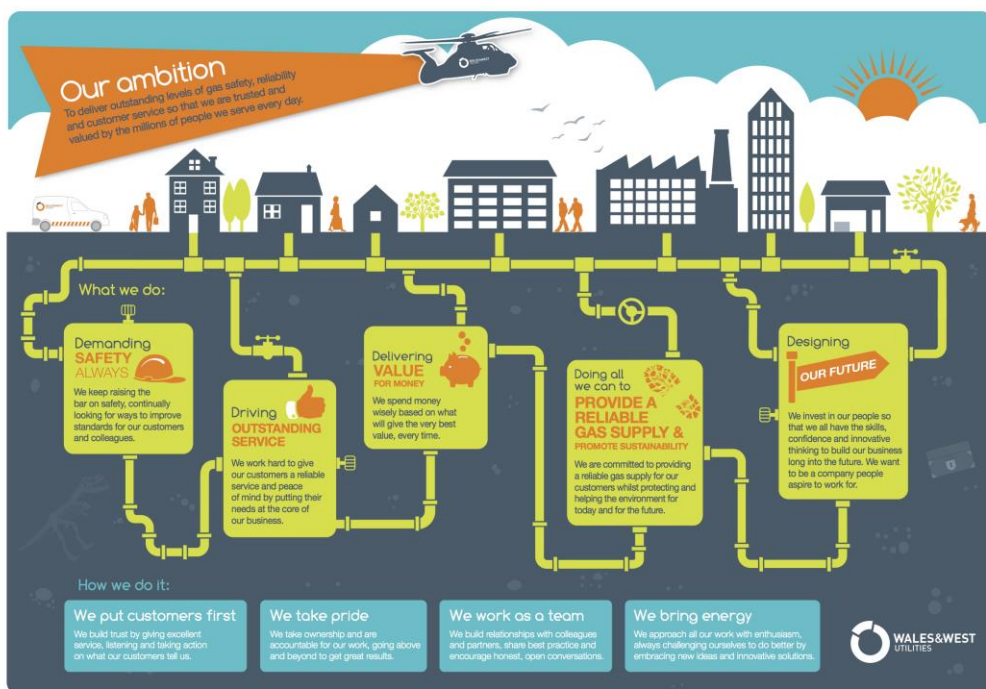 Our ambition
To deliver outstanding levels of gas safety, reliability
and customer service so that we are trusted and
valued by the millions of people we serve every day.
What we do:
Demanding
SAFETY
ALWAYS
We keep raising the
bar on safety, continually
looking for ways to improve
standards for our customers
and colleagues.
Driving
OUTSTANDING
SERVICE
We work hard to give
our customers a reliable
service and peace
of mind by putting their
needs at the core of
our business.
Delivering
VALUE
FOR MONEY
We spend money
wisely based on what
will give the very best
value, every time.
Doing all
we can to
PROVIDE A
RELIABLE
GAS SUPPLY &
PROMOTE SUSTAINABILITY
We are committed to providing
a reliable gas supply for our
customers whilst protecting and
helping the environment for
today and for the future.
Designing
OUR FUTURE
We invest in our people so
that we all have the skills,
confidence and innovative
thinking to build our business
long into the future. We want
to be a company people
aspire to work for.
How we do it:
We put customers first
We build trust by giving excellent
service, listening and taking action
on what our customers tell us.
We take pride
We take ownership and are
accountable for our work, going above
and beyond to get great results.
We work as a team
We build relationships with colleagues
and partners, share best practice and
encourage honest, open conversations.
We bring energy
We approach all our work with enthusiasm,
always challenging ourselves to do better by
embracing new ideas and innovative solutions.
WALES&WEST
UTILITIES